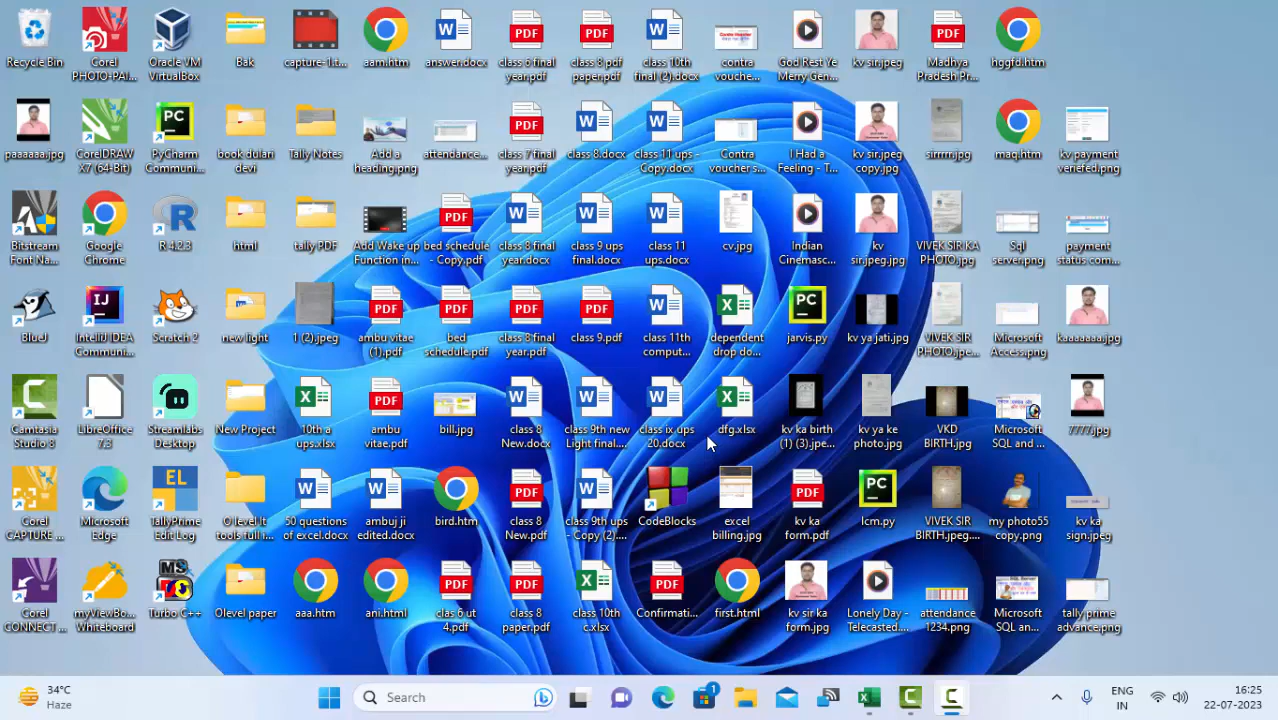 Recycle Bin
Corel PHOTO-PAI...
Oracle VM VirtualBox
Bak
capture-1.t...
aam.htm
answer.docx
class 6 final year.pdf
class 8 pdf paper.pdf
class 10th final (2).docx
contra vouche...
God Rest Ye Merry Gen...
kv sir.jpeg
Madhya Pradesh Pr...
hggfd.htm
paaaaaa.jpg
CorelDRAW X7 (64-Bit)
PyCharm Communi...
book dulari devi
Tally Notes
Add a heading.png
attendance...
class 7 final year.pdf
class 8.docx
class 11 ups - Copy.docx
Contra voucher s...
I Had a Feeling - T...
kv sir.jpeg copy.jpg
sirrrrr.jpg
maq.htm
kv payment veriefed.png
Bitstream Font Na...
Google Chrome
R 4.2.3
html
tally PDF
Add Wake up Function in...
bed schedule - Copy.pdf
class 8 final year.docx
class 9 ups final.docx
class 11 ups.docx
cv.jpg
Indian Cinemasc...
kv sir.jpeg.jpg
VIVEK SIR KA PHOTO.jpg
Sql server.png
payment status.com...
BlueJ
IntelliJ IDEA Communi...
Scratch 2
new light
1 (2).jpeg
ambu vitae (1).pdf
bed schedule.pdf
class 8 final year.pdf
class 9.pdf
class 11th comput...
dependent drop do...
jarvis.py
kv ya jati.jpg
VIVEK SIR PHOTO.jpe...
Microsoft Access.png
kaaaaaaa.jpg
Camtasia Studio 8
LibreOffice 7.3
Streamlabs Desktop
New Project
10th a ups.xlsx
ambu vitae.pdf
bill.jpg
class 8 New.docx
class 9th new Light final....
class ix ups 20.docx
dfg.xlsx
kv ka birth (1) (3).jpe...
kv ya ke photo.jpg
VKD BIRTH.jpg
Microsoft SQL and ...
7777.jpg
Corel CAPTURE ...
Microsoft Edge
EL
TallyPrime Edit Log
O level It tools full n...
50 questions of excel.docx
ambuj ji edited.docx
bird.htm
class 8 New.pdf
class 9th ups - Copy (2)....
CodeBlocks
excel billing.jpg
kv ka form.pdf
lcm.py
VIVEK SIR BIRTH.jpeg....
my photo55 copy.png
kv ka sign.jpeg
Corel CONNECT ...
myViewBo... Whiteboard
Turbo C++
Olevel paper
aaa.htm
ani.html
clas 6 ut 4.pdf
class 8 paper.pdf
class 10th c.xlsx
Confirmati...
first.html
kv sir ka form.jpg
Lonely Day - Telecasted....
attendance 1234.png
Microsoft SQL an...
tally prime advance.png
34°C
Haze
Search
1
ENG
IN
16:25
22-07-2023